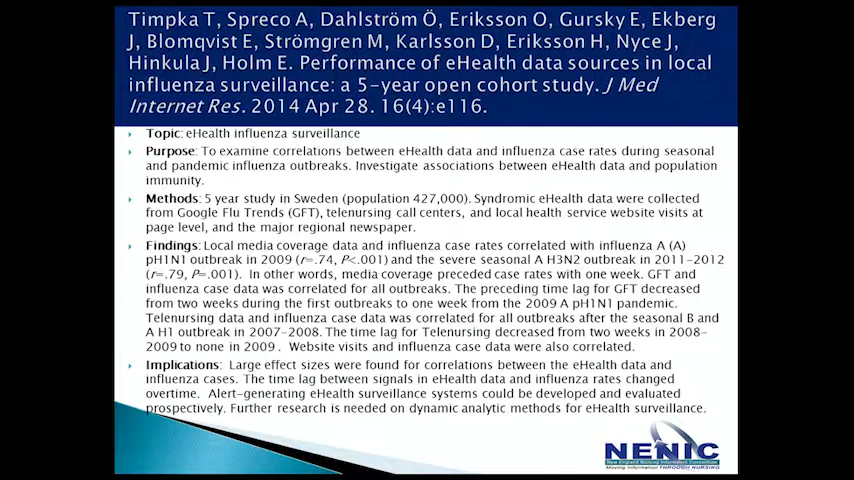 Timpka T, Spreco A, Dahlström Ö, Eriksson O, Gursky E, Ekberg
J, Blomqvist E, Strömgren M, Karlsson D, Eriksson H, Nyce J,
Hinkula J, Holm E. Performance of eHealth data sources in local
influenza surveillance: a 5-year open cohort study. J Med
Internet Res. 2014 Apr 28. 16(4):e116.
Topic: eHealth influenza surveillance
Purpose: To examine correlations between eHealth data and influenza case rates during seasonal
and pandemic influenza outbreaks. Investigate associations between eHealth data and population
immunity.
Methods: 5 year study in Sweden (population 427,000). Syndromic eHealth data were collected
from Google Flu Trends (GFT), telenursing call centers, and local health service website visits at
page level, and the major regional newspaper.
Findings: Local media coverage data and influenza case rates correlated with influenza A (A)
pH1N1 outbreak in 2009 (r=.74, P<.001) and the severe seasonal A H3N2 outbreak in 2011-2012
(r=.79, P=.001). In other words, media coverage preceded case rates with one week. GFT and
influenza case data was correlated for all outbreaks. The preceding time lag for GFT decreased
from two weeks during the first outbreaks to one week from the 2009 A pH1N1 pandemic.
Telenursing data and influenza case data was correlated for all outbreaks after the seasonal B and
A H1 outbreak in 2007-2008. The time lag for Telenursing decreased from two weeks in 2008-
2009 to none in 2009 . Website visits and influenza case data were also correlated.
Implications: Large effect sizes were found for correlations between the eHealth data and
influenza cases. The time lag between signals in eHealth data and influenza rates changed
overtime. Alert-generating eHealth surveillance systems could be developed and evaluated
prospectively. Further research is needed on dynamic analytic methods for eHealth surveillance.
NENIC
New England Nursing Informatics Consortium
Moving Information THROUGH NURSING